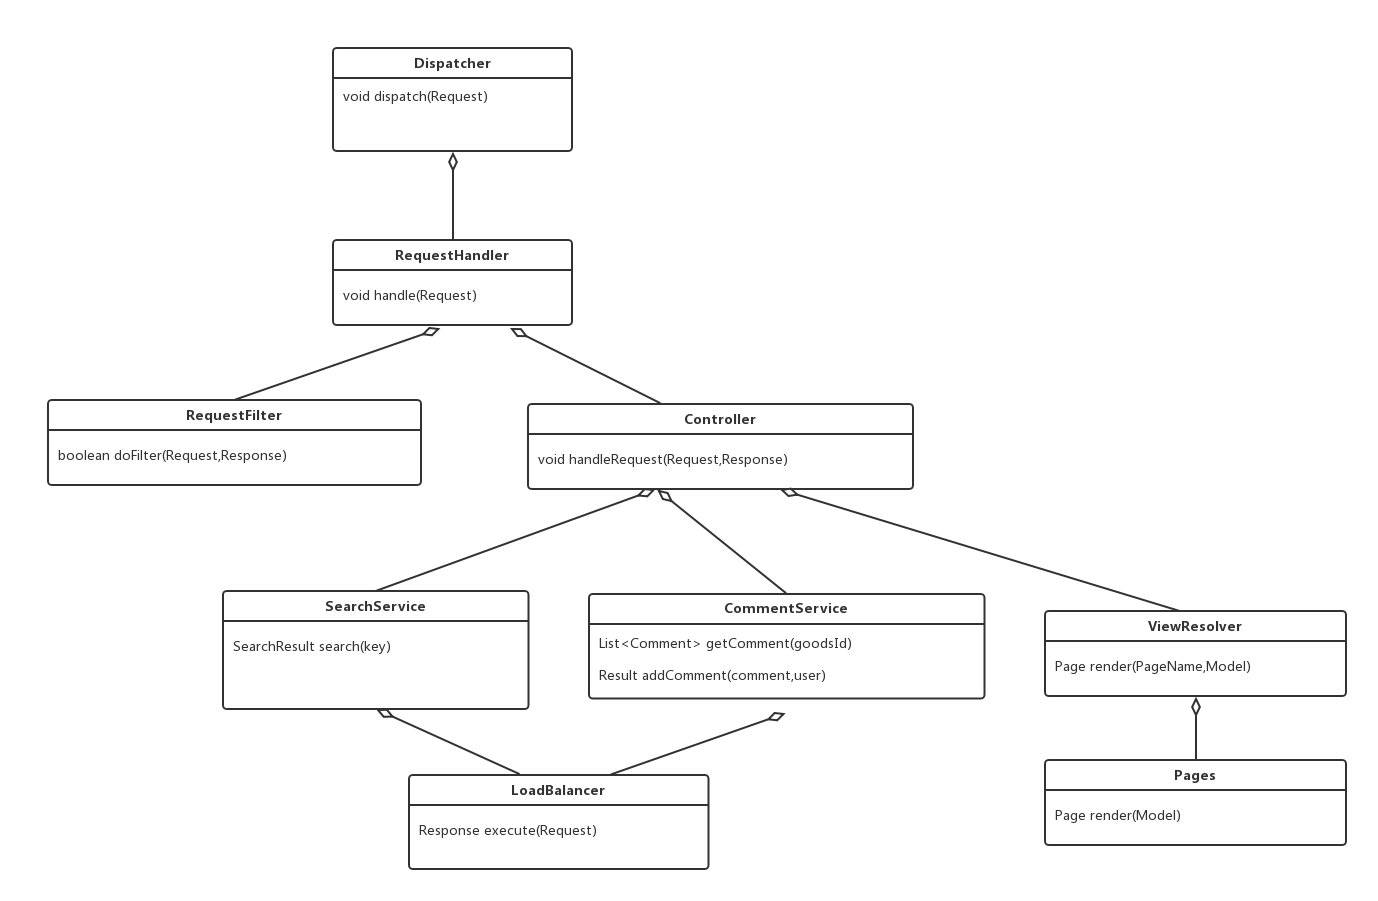 Dispatcher
void dispatch(Request)
RequestHandler
void handle(Request)
RequestFilter
boolean doFilter(Request,Response)
Controller
void handleRequest(Request,Response)
SearchService
SearchResult search(key)
CommentService
List<Comment> getComment(goodsId)
Result addComment(comment,user)
ViewResolver
Page render(PageName,Model)
LoadBalancer
Response execute(Request)
Pages
Page render(Model)